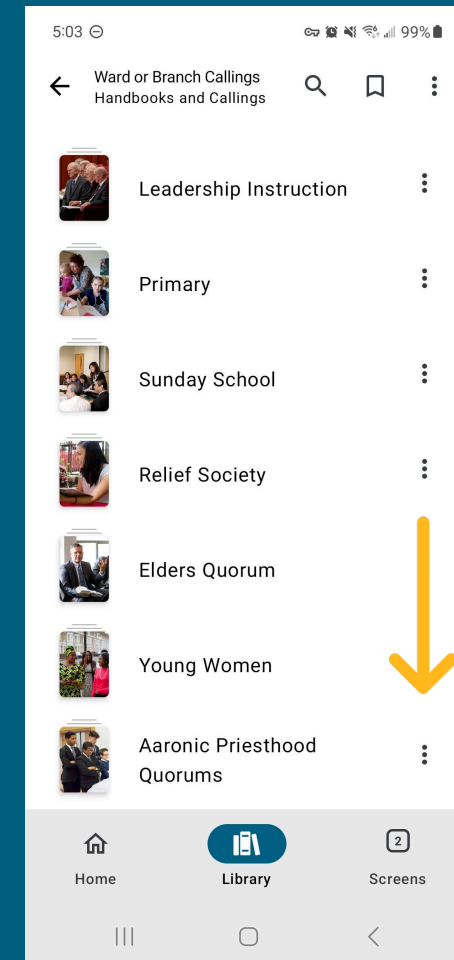 5:03
99%
Ward or Branch Callings
Handbooks and Callings
Leadership Instruction
Primary
Sunday School
Relief Society
Elders Quorum
Young Women
Aaronic Priesthood
Quorums
2
Home
Library
Screens